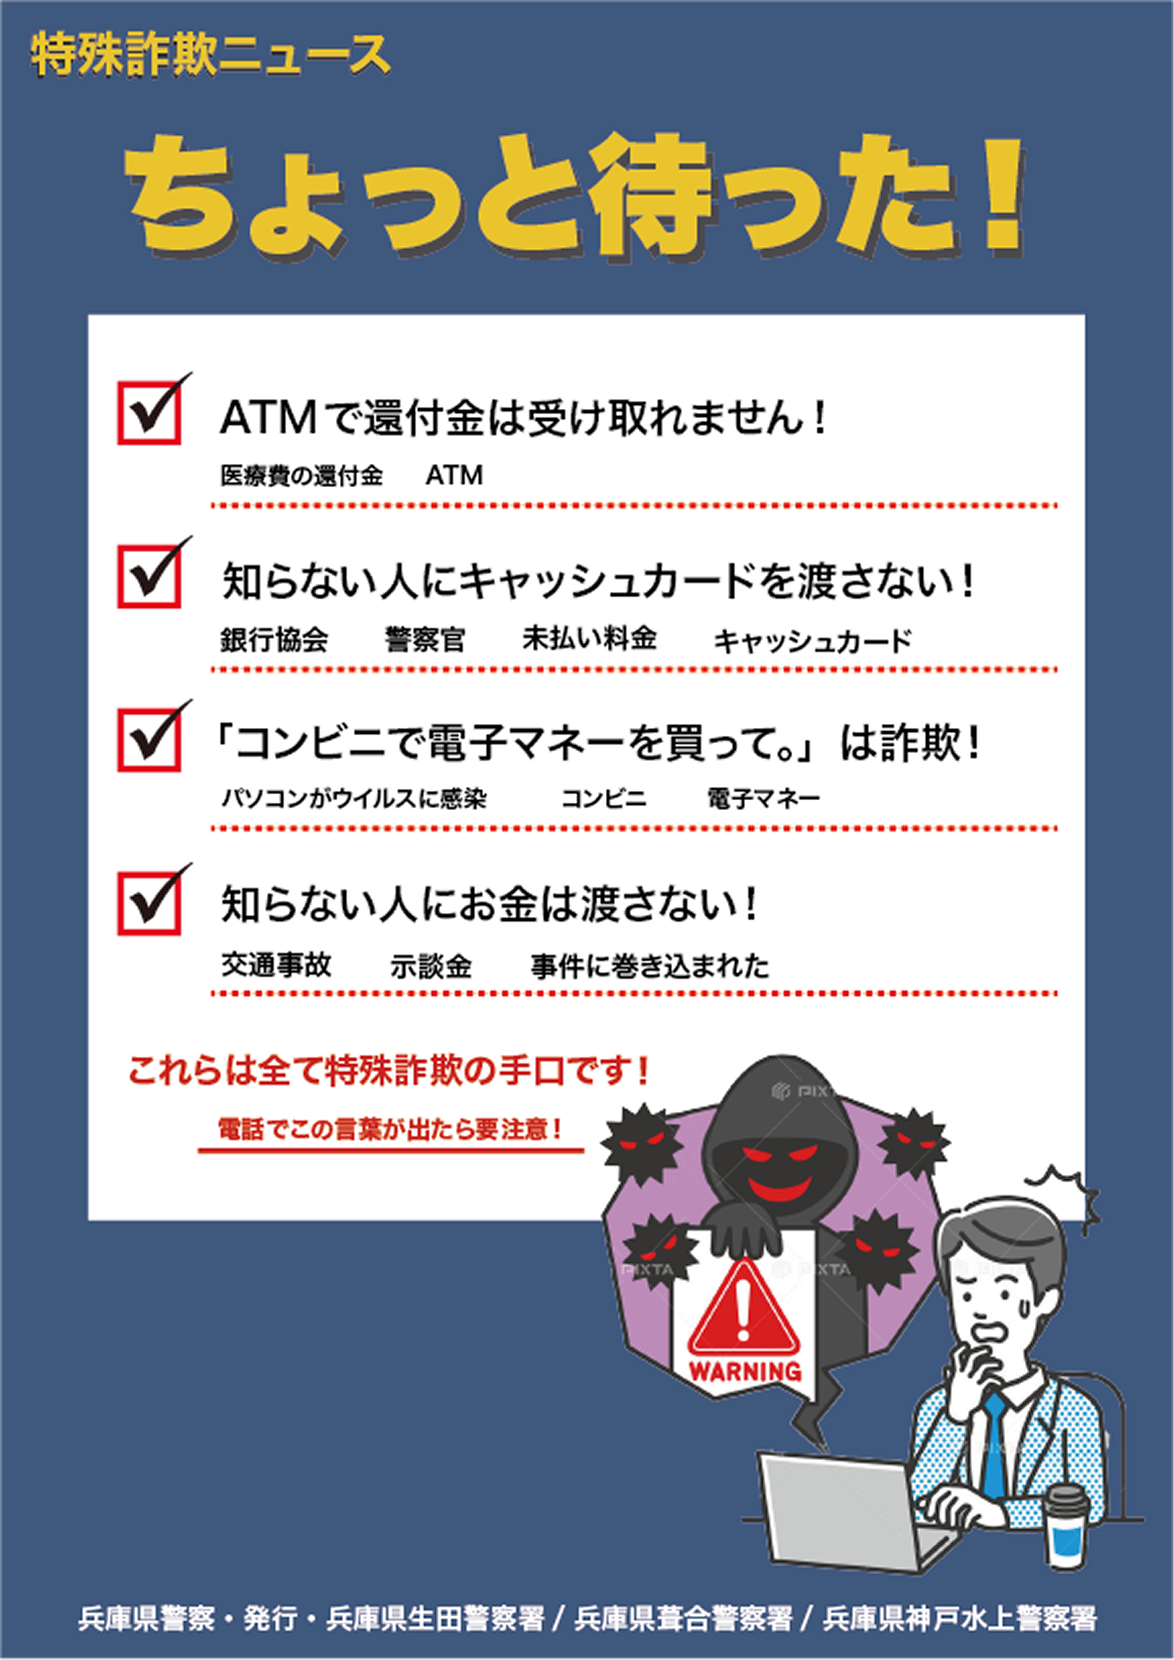 特殊詐欺ニュース
ちょっと待った！
ATMで還付金は受け取れません！
医療費の還付金　ATM
知らない人にキャッシュカードを渡さない！
銀行協会　警察官　未払い料金　キャッシュカード
「コンビニで電子マネーを買って。」は詐欺！
パソコンがウイルスに感染　コンビニ　電子マネー
知らない人にお金は渡さない！
交通事故　示談金　事件に巻き込まれた
これらは全て特殊詐欺の手口です！
電話でこの言葉が出たら要注意！
PIXTA
PIXTA
PIXTA
WARNING
兵庫県警察・発行・兵庫県生田警察署 / 兵庫県葺合警察署 / 兵庫県神戸水上警察署